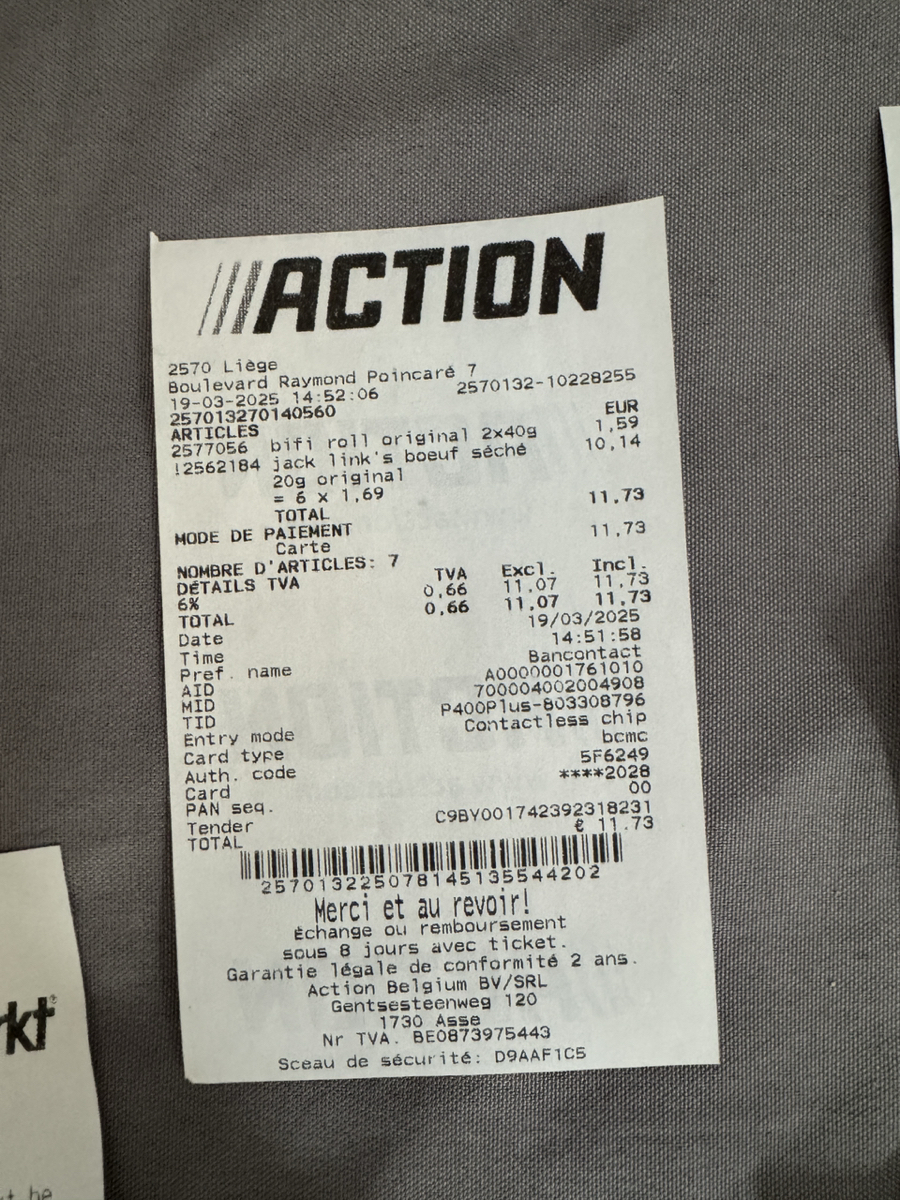 ACTION
2570 Liège
Boulevard Raymond Poincaré 7
19-03-2025 14:52:06 2570132-10228255
257013270140560
ARTICLES EUR
2577056 bifi roll original 2x40g 1,59
!2562184 jack link's boeuf séché 10,14
20g original
= 6 x 1,69
TOTAL 11,73
MODE DE PAIEMENT
Carte 11,73
NOMBRE D'ARTICLES: 7
DÉTAILS TVA TVA Excl. Incl.
6% 0,66 11,07 11,73
TOTAL 0,66 11,07 11,73
Date 19/03/2025
Time 14:51:58
Pref. name Bancontact
AID A0000001761010
MID 700004002004908
TID P400Plus-803308796
Entry mode Contactless chip
Card type bcmc
Auth. code 5F6249
Card ****2028
PAN seq. 00
Tender C9BY001742392318231
TOTAL € 11.73
257013225078145135544202
Merci et au revoir!
Échange ou remboursement
sous 8 jours avec ticket.
Garantie légale de conformité 2 ans.
Action Belgium BV/SRL
Gentsesteenweg 120
1730 Asse
Nr TVA. BE0873975443
Sceau de sécurité: D9AAF1C5
rkt®
be